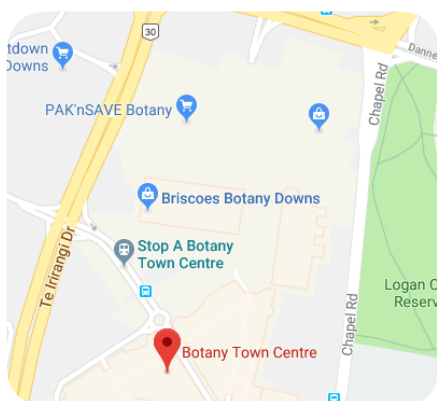 30
tdown
Downs
Danne
PAK'nSAVE Botany
Chapel Rd
Briscoes Botany Downs
Te Irirangi Dr
Stop A Botany
Town Centre
Logan C
Reserv
Chapel Rd
Botany Town Centre